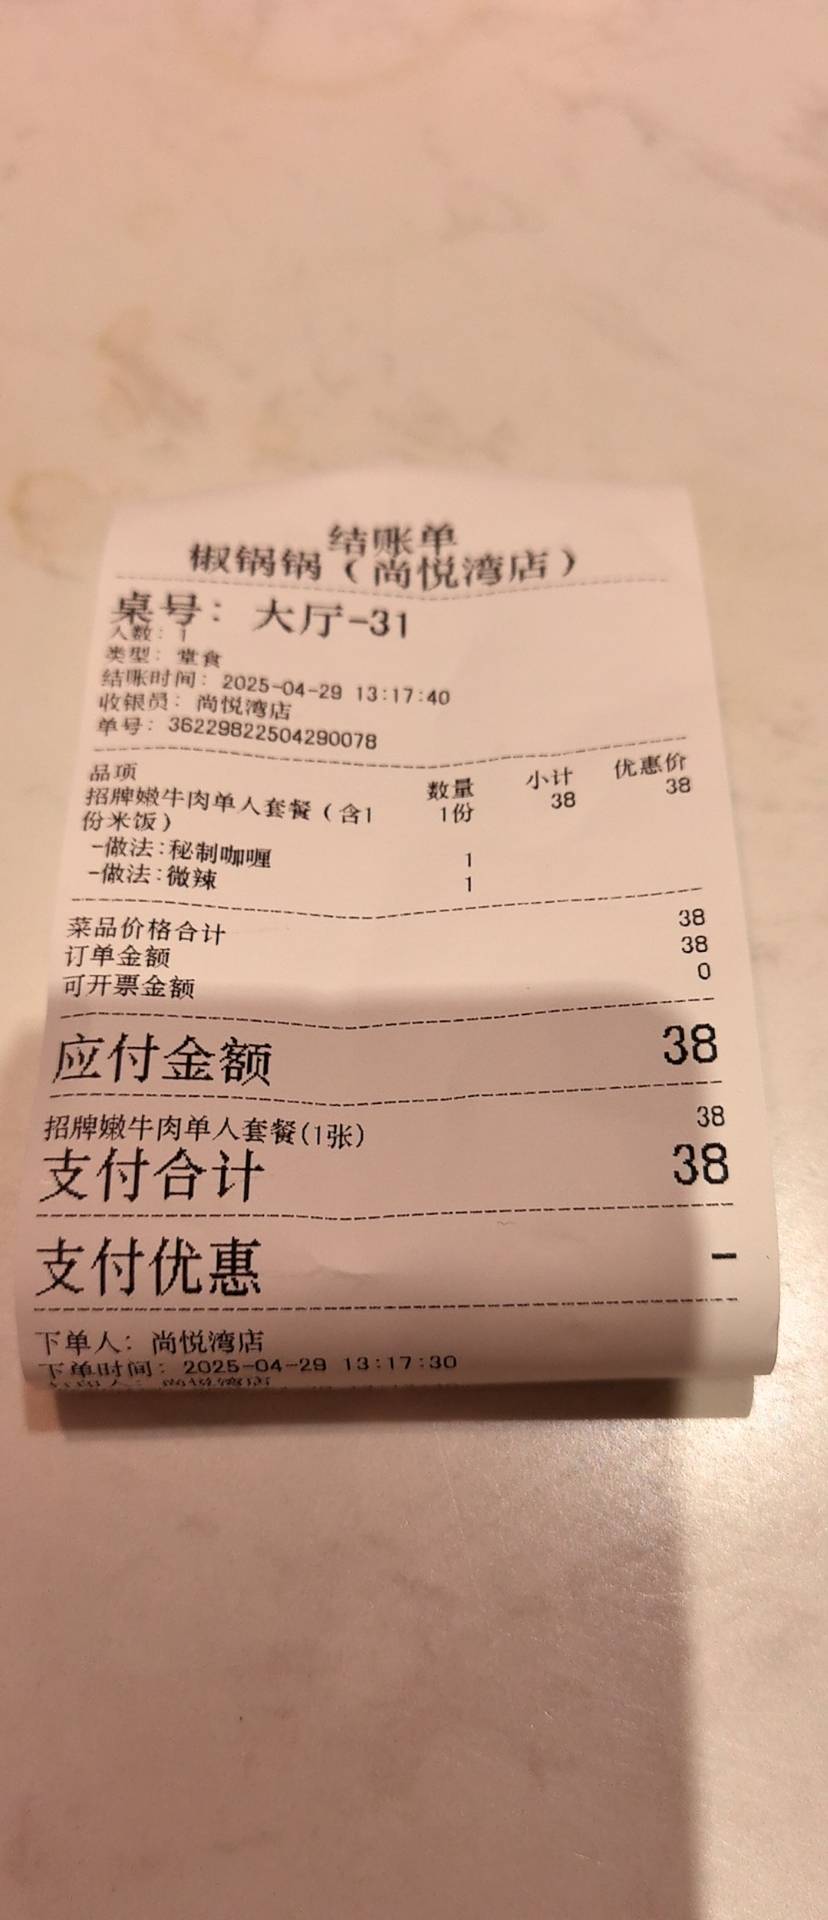 结账单
椒锅锅（尚悦湾店）
桌号：大厅-31
人数：1
类型：堂食
结账时间：2025-04-29 13:17:40
收银员：尚悦湾店
单号：362298822504290078
品项 数量 小计 优惠价
招牌嫩牛肉单人套餐（含1 1份 38 38
份米饭）
-做法:秘制咖喱 1
-做法:微辣 1
菜品价格合计 38
订单金额 38
可开票金额 0
应付金额 38
招牌嫩牛肉单人套餐(1张) 38
支付合计 38
支付优惠 -
下单人：尚悦湾店
下单时间：2025-04-29 13:17:30